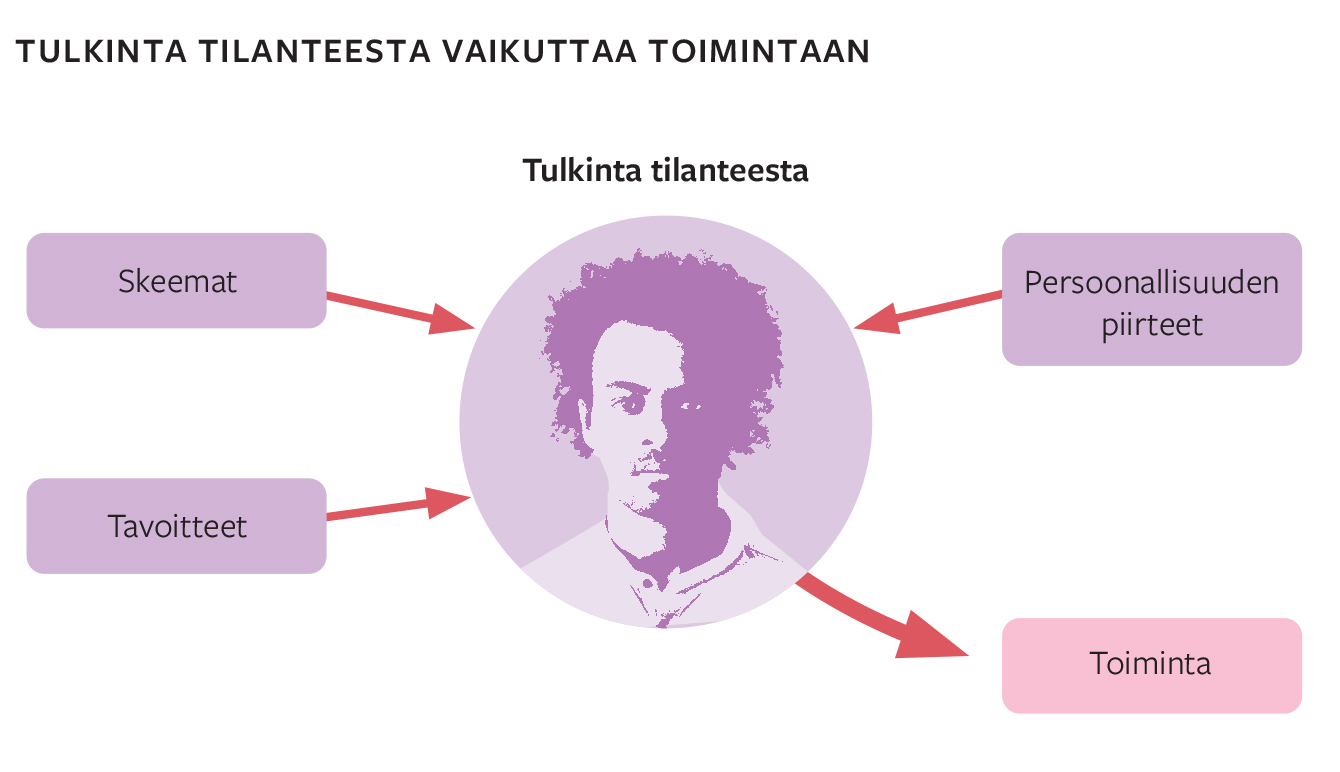 TULKINTA TILANTEESTA VAIKUTTAA TOIMINTAAN
Tulkinta tilanteesta
Skeemat
Persoonallisuuden
piirteet
Tavoitteet
Toiminta